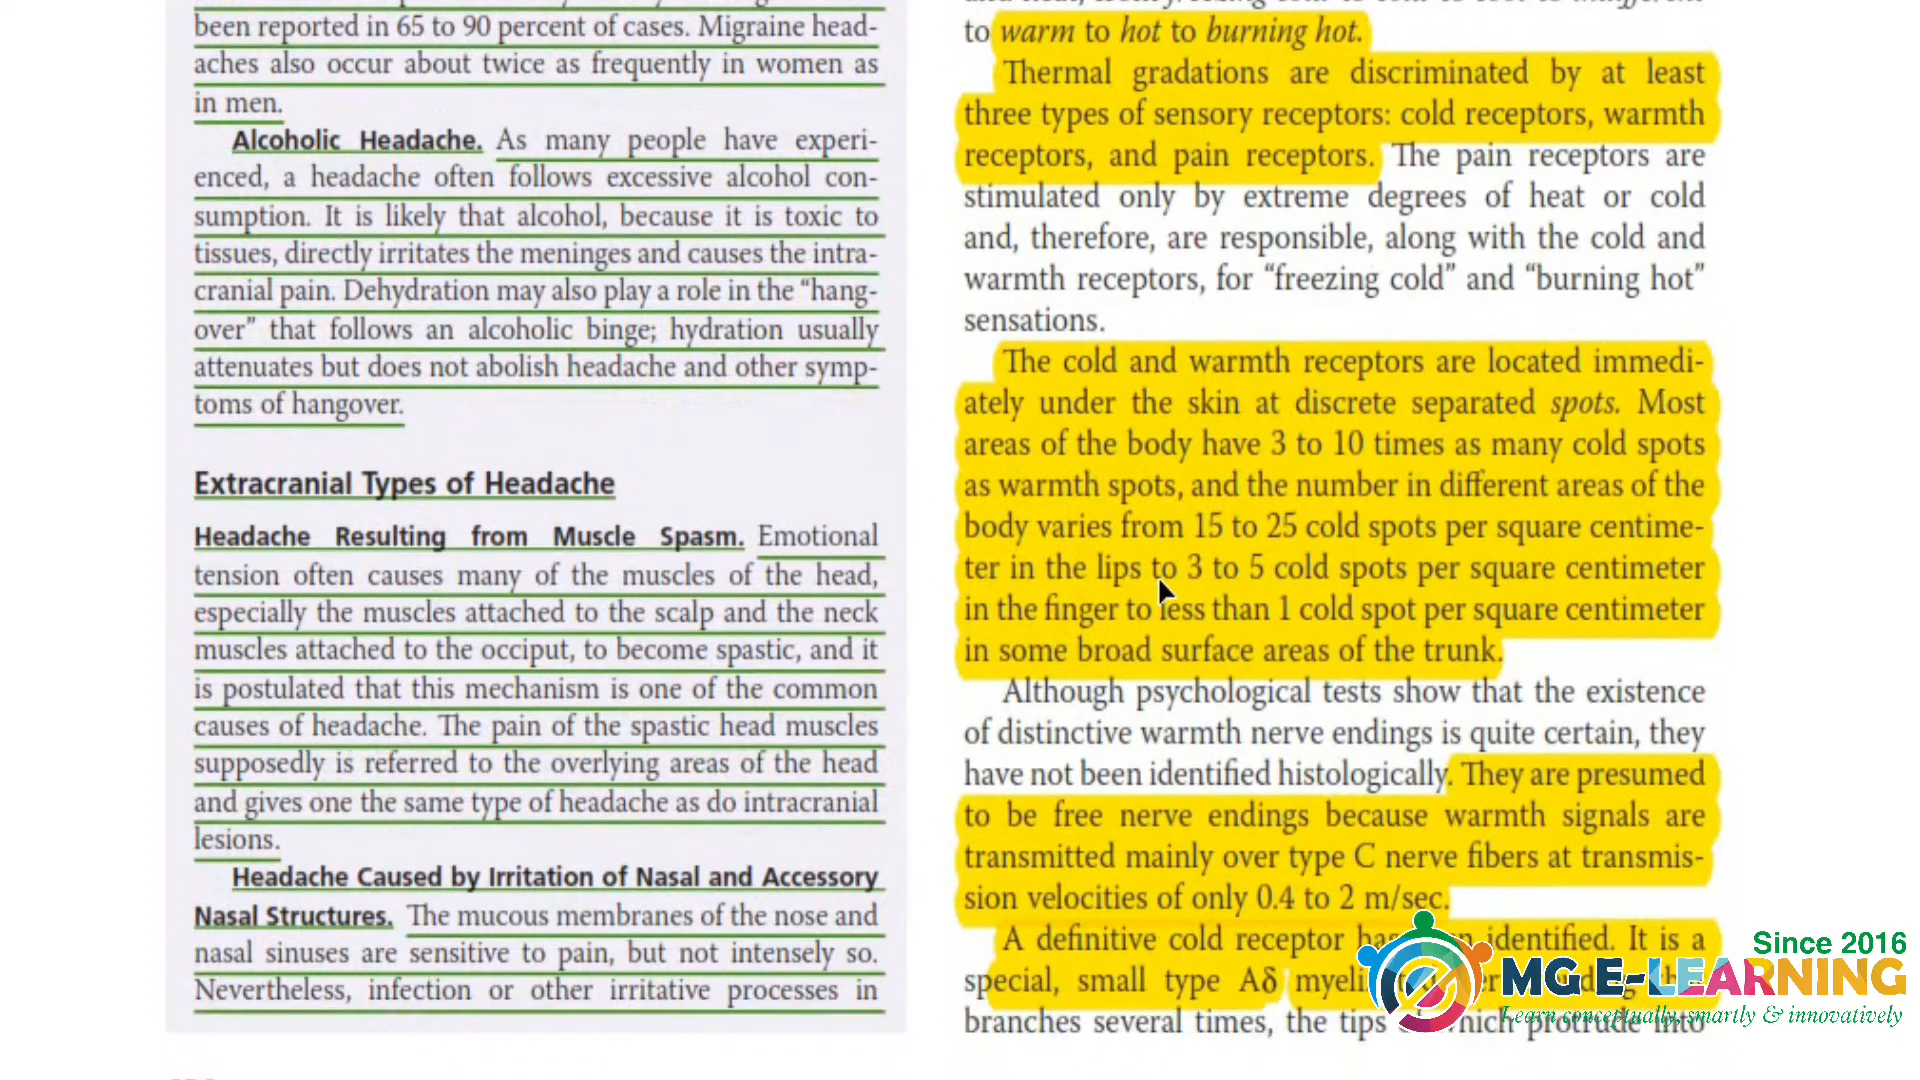 been reported in 65 to 90 percent of cases. Migraine head-
aches also occur about twice as frequently in women as
in men.
Alcoholic Headache. As many people have experi-
enced, a headache often follows excessive alcohol con-
sumption. It is likely that alcohol, because it is toxic to
tissues, directly irritates the meninges and causes the intra-
cranial pain. Dehydration may also play a role in the “hang-
over” that follows an alcoholic binge; hydration usually
attenuates but does not abolish headache and other symp-
toms of hangover.
Extracranial Types of Headache
Headache Resulting from Muscle Spasm. Emotional
tension often causes many of the muscles of the head,
especially the muscles attached to the scalp and the neck
muscles attached to the occiput, to become spastic, and it
is postulated that this mechanism is one of the common
causes of headache. The pain of the spastic head muscles
supposedly is referred to the overlying areas of the head
and gives one the same type of headache as do intracranial
lesions.
Headache Caused by Irritation of Nasal and Accessory
Nasal Structures. The mucous membranes of the nose and
nasal sinuses are sensitive to pain, but not intensely so.
Nevertheless, infection or other irritative processes in
to warm to hot to burning hot.
Thermal gradations are discriminated by at least
three types of sensory receptors: cold receptors, warmth
receptors, and pain receptors. The pain receptors are
stimulated only by extreme degrees of heat or cold
and, therefore, are responsible, along with the cold and
warmth receptors, for “freezing cold” and “burning hot”
sensations.
The cold and warmth receptors are located immedi-
ately under the skin at discrete separated spots. Most
areas of the body have 3 to 10 times as many cold spots
as warmth spots, and the number in different areas of the
body varies from 15 to 25 cold spots per square centime-
ter in the lips to 3 to 5 cold spots per square centimeter
in the finger to less than 1 cold spot per square centimeter
in some broad surface areas of the trunk.
Although psychological tests show that the existence
of distinctive warmth nerve endings is quite certain, they
have not been identified histologically. They are presumed
to be free nerve endings because warmth signals are
transmitted mainly over type C nerve fibers at transmis-
sion velocities of only 0.4 to 2 m/sec.
A definitive cold receptor identified. It is a
special, small type Aδ
branches several times, the tips which protrude into
Since 2016
MG E-LEARNING
Learn conceptually, smartly & innovatively